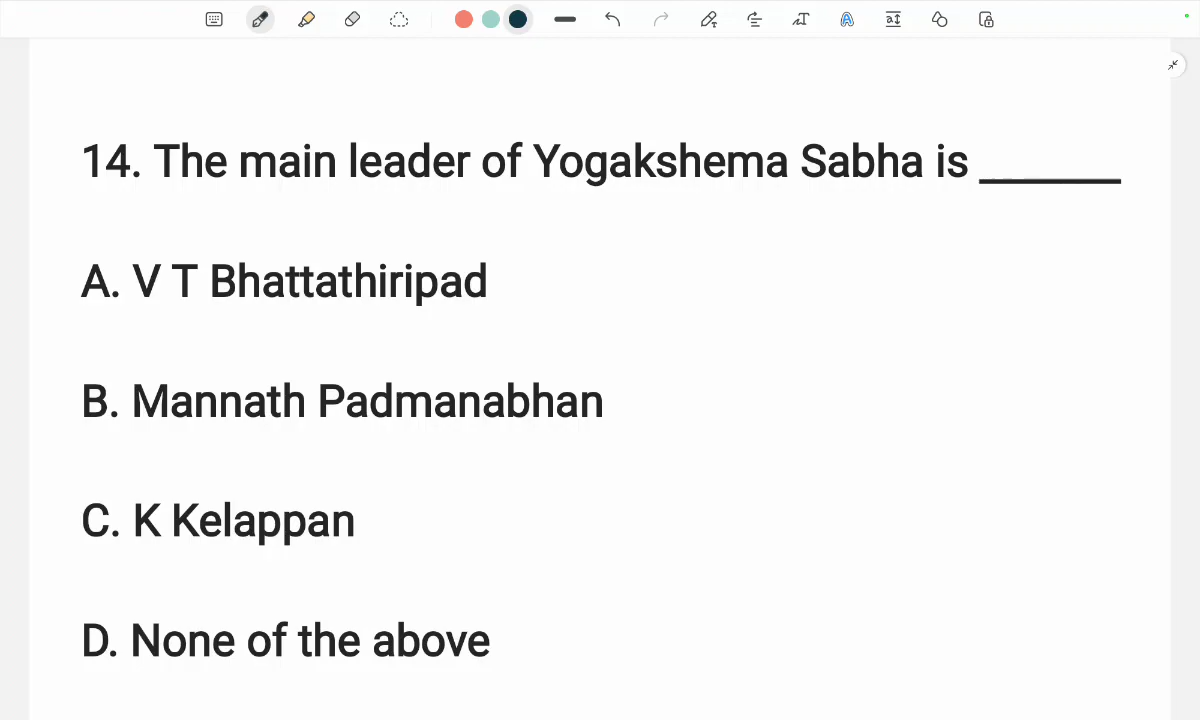 14. The main leader of Yogakshema Sabha is ______
A. V T Bhattathiripad
B. Mannath Padmanabhan
C. K Kelappan
D. None of the above